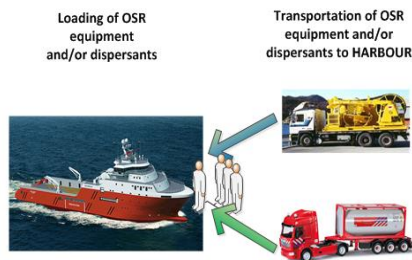 Loading of OSR
equipment
and/or dispersants
Transportation of OSR
equipment and/or
dispersants to HARBOUR